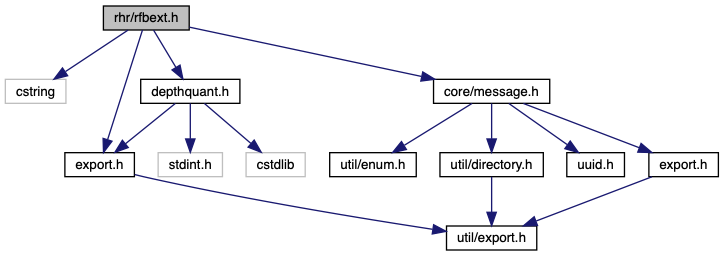 rhr/rfbext.h
cstring
depthquant.h
core/message.h
export.h
stdint.h
cstdlib
util/enum.h
util/directory.h
uuid.h
export.h
util/export.h